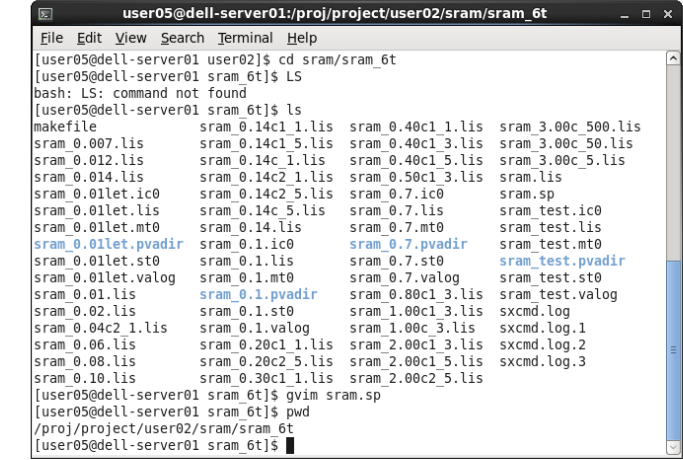 user05@dell-server01:/proj/project/user02/sram/sram_6t
File Edit View Search Terminal Help
[user05@dell-server01 user02]$ cd sram/sram_6t
[user05@dell-server01 sram_6t]$ LS
bash: LS: command not found
[user05@dell-server01 sram_6t]$ ls
makefile sram_0.14c1_1.lis sram_0.40c1_1.lis sram_3.00c_500.lis
sram_0.007.lis sram_0.14c1_5.lis sram_0.40c1_3.lis sram_3.00c_50.lis
sram_0.012.lis sram_0.14c_1.lis sram_0.40c1_5.lis sram_3.00c_5.lis
sram_0.014.lis sram_0.14c2_1.lis sram_0.50c1_3.lis sram.lis
sram_0.01let.ic0 sram_0.14c2_5.lis sram_0.7.ic0 sram.sp
sram_0.01let.lis sram_0.14c_5.lis sram_0.7.lis sram_test.ic0
sram_0.01let.mt0 sram_0.14.lis sram_0.7.mt0 sram_test.lis
sram_0.01let.pvadir sram_0.1.ic0 sram_0.7.pvadir sram_test.mt0
sram_0.01let.st0 sram_0.1.lis sram_0.7.st0 sram_test.pvadir
sram_0.01let.valog sram_0.1.mt0 sram_0.7.valog sram_test.st0
sram_0.01.lis sram_0.1.pvadir sram_0.80c1_3.lis sram_test.valog
sram_0.02.lis sram_0.1.st0 sram_1.00c1_3.lis sxcmd.log
sram_0.04c2_1.lis sram_0.1.valog sram_1.00c_3.lis sxcmd.log.1
sram_0.06.lis sram_0.20c1_1.lis sram_2.00c1_3.lis sxcmd.log.2
sram_0.08.lis sram_0.20c2_5.lis sram_2.00c1_5.lis sxcmd.log.3
sram_0.10.lis sram_0.30c1_1.lis sram_2.00c2_5.lis
[user05@dell-server01 sram_6t]$ gvim sram.sp
[user05@dell-server01 sram_6t]$ pwd
/proj/project/user02/sram/sram_6t
[user05@dell-server01 sram_6t]$